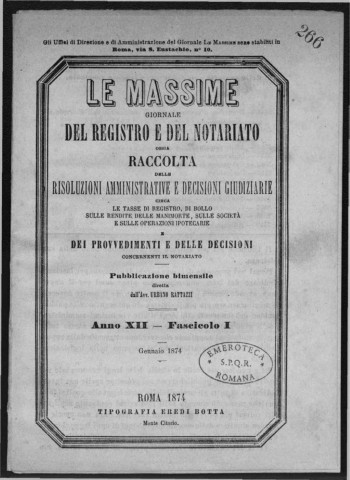 Gli Uffizi di Direzione e di Amministrazione del Giornale LE MASSIME sono stabiliti in
Roma, via S. Eustachio, n° 10.
266
LE MASSIME
GIORNALE
DEL REGISTRO E DEL NOTARIATO
OSSIA
RACCOLTA
DELLE
RISOLUZIONI AMMINISTRATIVE E DECISIONI GIUDIZIARIE
CIRCA
LE TASSE DI REGISTRO, DI BOLLO
SULLE RENDITE DELLE MANIMORTE, SULLE SOCIETÀ
E SULLE OPERAZIONI IPOTECARIE
E
DEI PROVVEDIMENTI E DELLE DECISIONI
CONCERNENTI IL NOTARIATO
Pubblicazione bimensile
diretta
dall'Avv. URBANO RATTAZZI
Anno XII — Fascicolo I
Gennaio 1874
EMEROTECA
S.P.Q.R.
ROMANA
ROMA 1874
TIPOGRAFIA EREDI BOTTA
Monte Citorio.